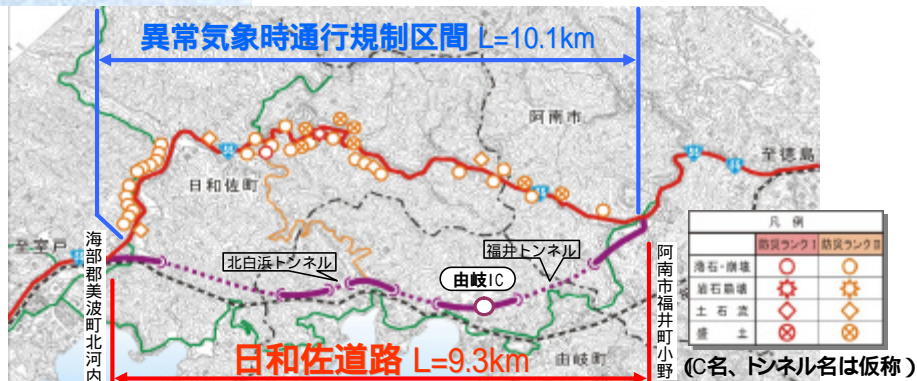 異常気象時通行規制区間 L=10.1km
阿南市
55
55
55
55
至徳島
日和佐町
至室戸
海部郡美波町北河内
北白浜トンネル
福井トンネル
由岐IC
阿南市福井町小野
凡例
防災ランクⅠ 防災ランクⅡ
落石・崩壊
岩石崩壊
土石流
盛土
日和佐道路 L=9.3km
由岐町
(IC名、トンネル名は仮称)